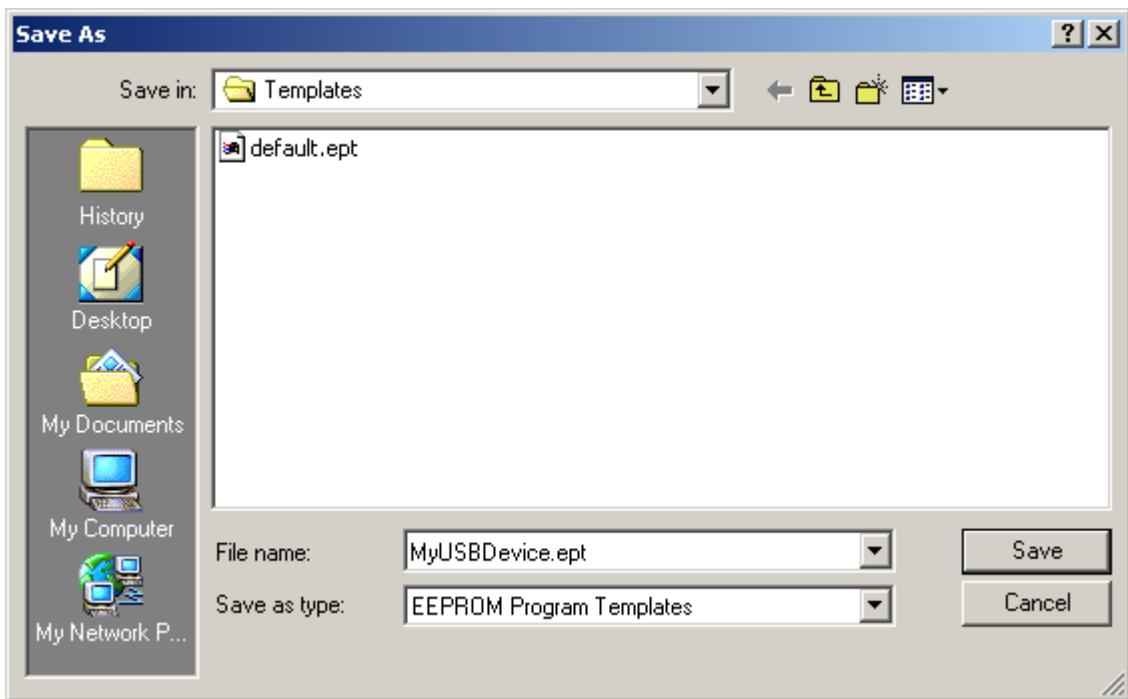 Save As
Save in: Templates
default.ept
History
Desktop
My Documents
My Computer
My Network P...
File name: MyUSBDevice.ept Save
Save as type: EEPROM Program Templates Cancel